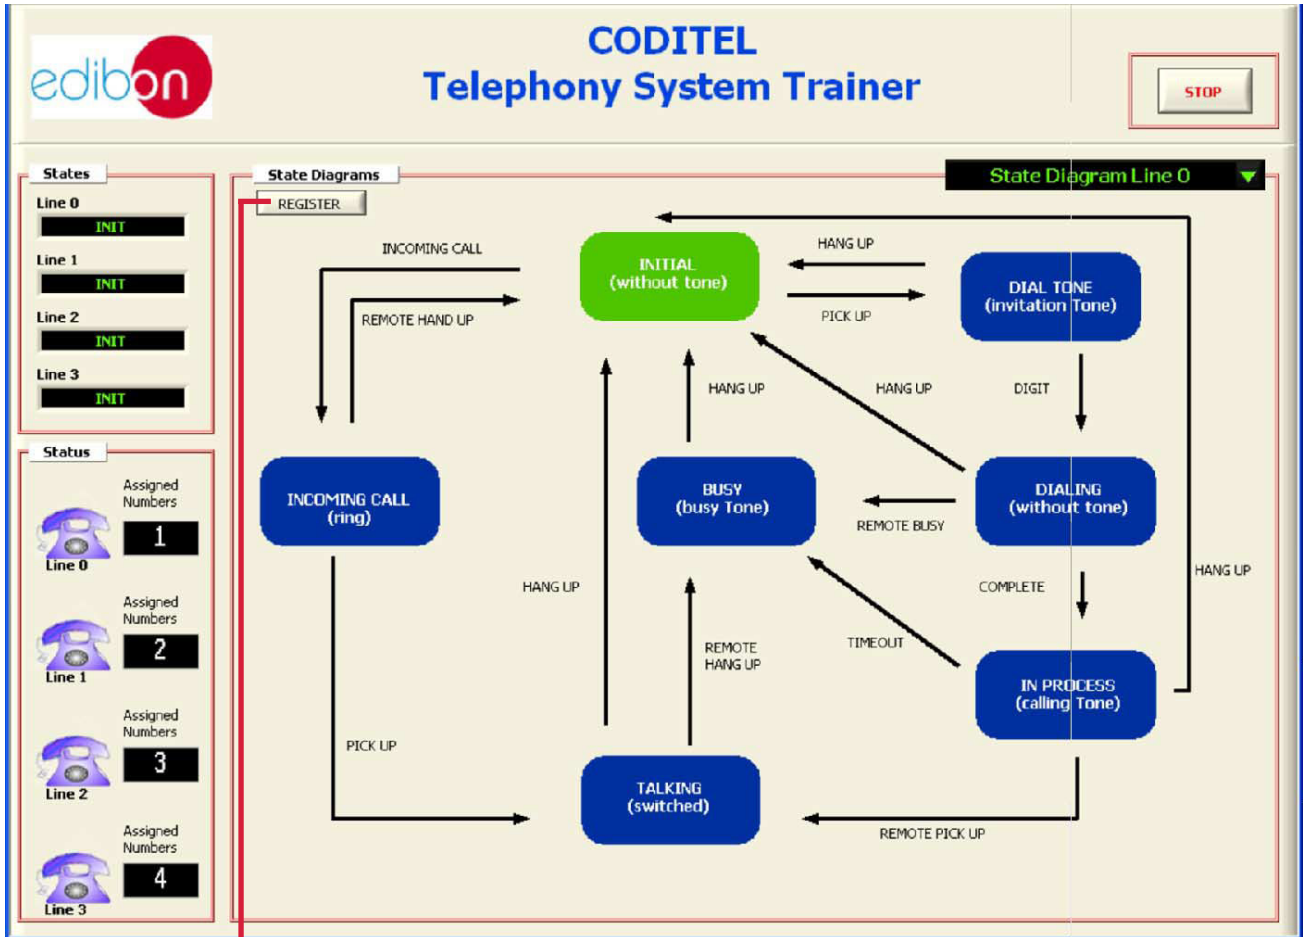 edibon
CODITEL
Telephony System Trainer
STOP
States
Line 0
INIT
Line 1
INIT
Line 2
INIT
Line 3
INIT
Status
Assigned
Numbers
1
Line 0
Assigned
Numbers
2
Line 1
Assigned
Numbers
3
Line 2
Assigned
Numbers
4
Line 3
State Diagrams
State Diagram Line 0
REGISTER
INCOMING CALL
REMOTE HAND UP
INITIAL
(without tone)
HANG UP
PICK UP
DIAL TONE
(invitation Tone)
HANG UP
HANG UP
DIGIT
INCOMING CALL
(ring)
BUSY
(busy Tone)
DIALING
(without tone)
REMOTE BUSY
HANG UP
HANG UP
COMPLETE
TIMEOUT
REMOTE
HANG UP
IN PROCESS
(calling Tone)
PICK UP
TALKING
(switched)
REMOTE PICK UP